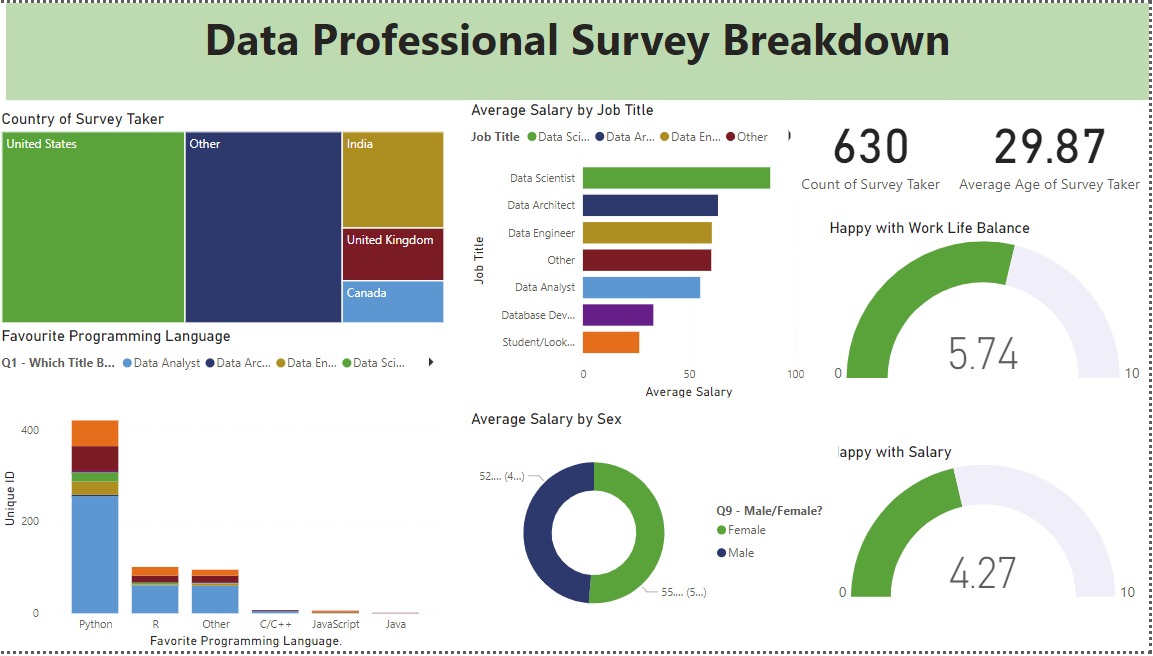 Data Professional Survey Breakdown
Country of Survey Taker
United States
Other
India
United Kingdom
Canada
Average Salary by Job Title
Job Title Data Sci... Data Ar... Data En... Other
Job Title
Data Scientist
Data Architect
Data Engineer
Other
Data Analyst
Database Dev...
Student/Look...
0 50 100
Average Salary
630
Count of Survey Taker
29.87
Average Age of Survey Taker
Happy with Work Life Balance
5.74
0 10
Favourite Programming Language
Q1 - Which Title B... Data Analyst Data Arc... Data En... Data Sci...
Unique ID
400
200
0
Python R Other C/C++ JavaScript Java
Favorite Programming Language.
Average Salary by Sex
52.... (4...)
55.... (5...)
Q9 - Male/Female?
Female
Male
appy with Salary
4.27
0 10